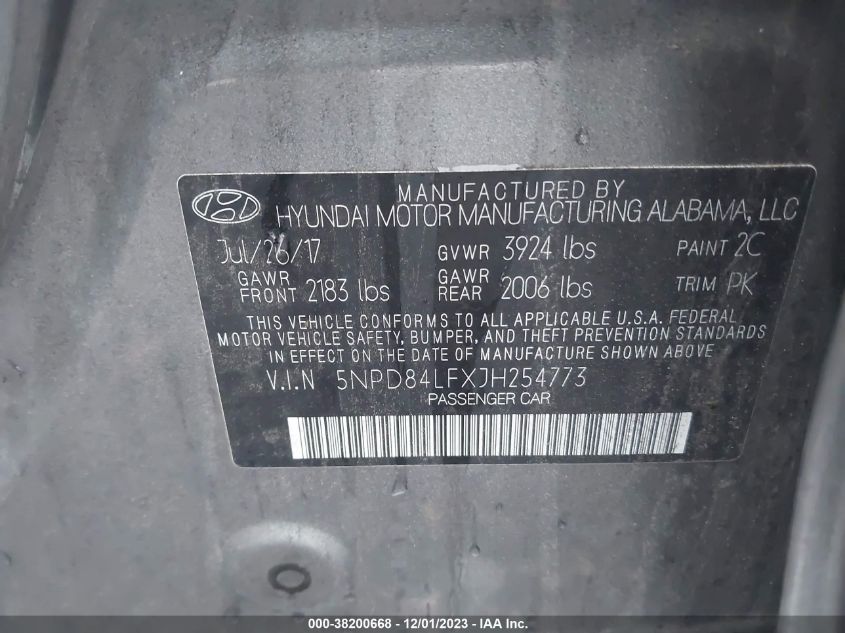 MANUFACTURED BY
HYUNDAI MOTOR MANUFACTURING ALABAMA, LLC
Jul/26/17 GVWR 3924 lbs PAINT 2C
GAWR FRONT 2183 lbs GAWR REAR 2006 lbs TRIM PK
THIS VEHICLE CONFORMS TO ALL APPLICABLE U.S.A. FEDERAL
MOTOR VEHICLE SAFETY, BUMPER, AND THEFT PREVENTION STANDARDS
IN EFFECT ON THE DATE OF MANUFACTURE SHOWN ABOVE
V.I.N 5NPD84LFXJH254773
PASSENGER CAR
000-38200668 - 12/01/2023 - IAA Inc.